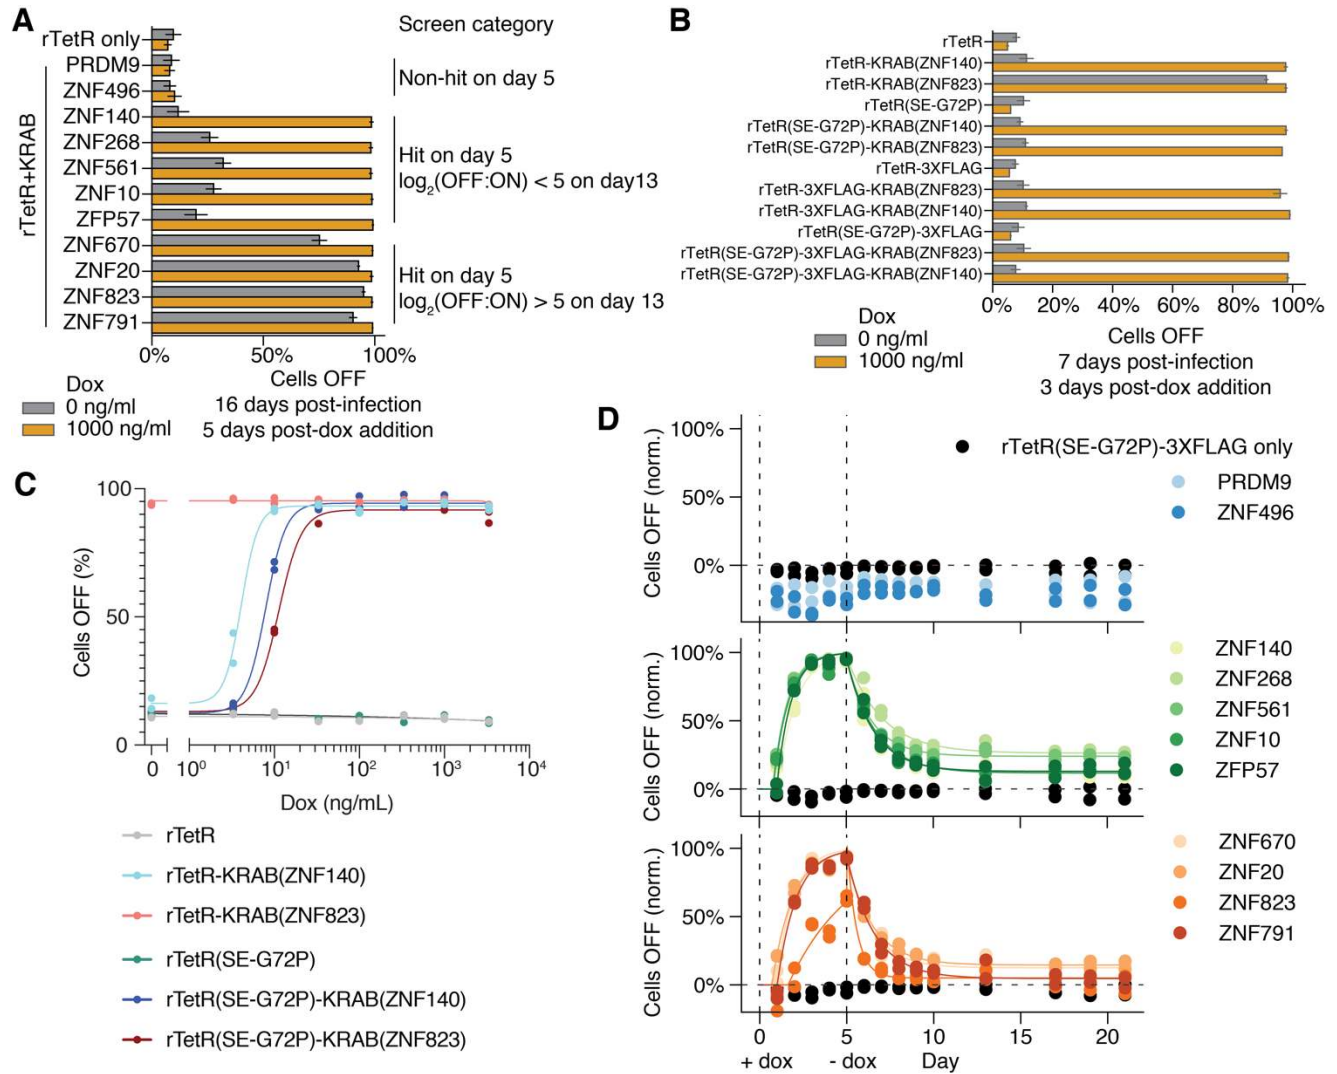 A
Screen category
rTetR only
PRDM9
ZNF496
ZNF140
ZNF268
ZNF561
ZNF10
ZFP57
ZNF670
ZNF20
ZNF823
ZNF791
rTetR+KRAB
Non-hit on day 5
Hit on day 5
log2(OFF:ON) < 5 on day13
Hit on day 5
log2(OFF:ON) > 5 on day 13
0% 50% 100%
Cells OFF
16 days post-infection
5 days post-dox addition
Dox
0 ng/ml
1000 ng/ml
B
rTetR
rTetR-KRAB(ZNF140)
rTetR-KRAB(ZNF823)
rTetR(SE-G72P)
rTetR(SE-G72P)-KRAB(ZNF140)
rTetR(SE-G72P)-KRAB(ZNF823)
rTetR-3XFLAG
rTetR-3XFLAG-KRAB(ZNF823)
rTetR-3XFLAG-KRAB(ZNF140)
rTetR(SE-G72P)-3XFLAG
rTetR(SE-G72P)-3XFLAG-KRAB(ZNF823)
rTetR(SE-G72P)-3XFLAG-KRAB(ZNF140)
0% 20% 40% 60% 80% 100%
Cells OFF
7 days post-infection
3 days post-dox addition
Dox
0 ng/ml
1000 ng/ml
C
Cells OFF (%)
100
50
0
0 10^0 10^1 10^2 10^3 10^4
Dox (ng/mL)
rTetR
rTetR-KRAB(ZNF140)
rTetR-KRAB(ZNF823)
rTetR(SE-G72P)
rTetR(SE-G72P)-KRAB(ZNF140)
rTetR(SE-G72P)-KRAB(ZNF823)
D
Cells OFF (norm.)
100%
50%
0%
rTetR(SE-G72P)-3XFLAG only
PRDM9
ZNF496
Cells OFF (norm.)
100%
50%
0%
ZNF140
ZNF268
ZNF561
ZNF10
ZFP57
Cells OFF (norm.)
100%
50%
0%
ZNF670
ZNF20
ZNF823
ZNF791
0 5 10 15 20
+ dox - dox Day